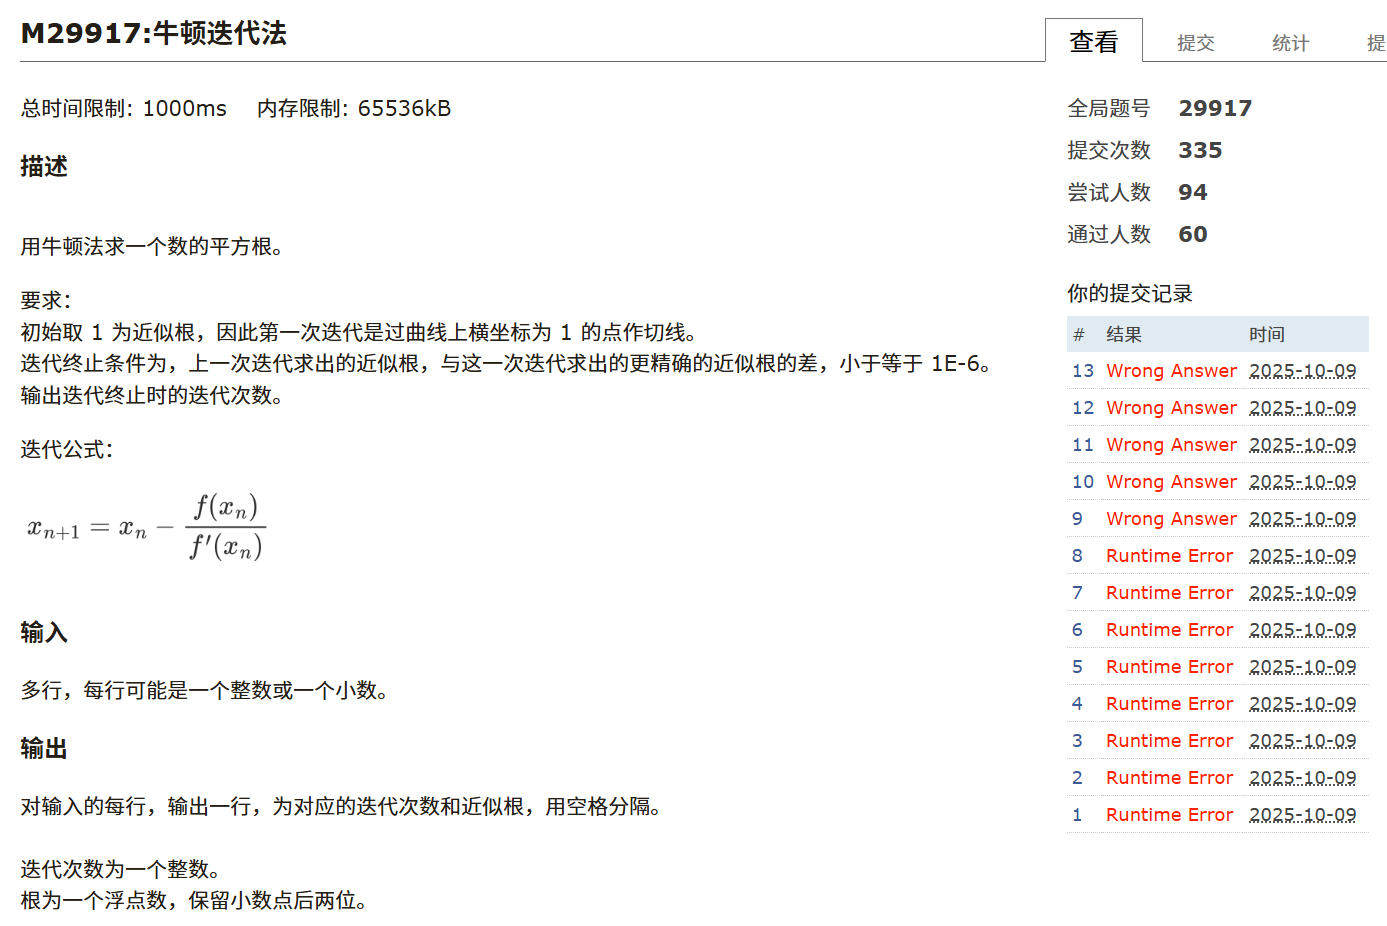 M29917:牛顿迭代法
查看
提交
统计
提
总时间限制: 1000ms 内存限制: 65536kB
描述
用牛顿法求一个数的平方根。
要求：
初始取 1 为近似根，因此第一次迭代是过曲线上横坐标为 1 的点作切线。
迭代终止条件为，上一次迭代求出的近似根，与这一次迭代求出的更精确的近似根的差，小于等于 1E-6。
输出迭代终止时的迭代次数。
迭代公式：
x_{n+1} = x_n − f(x_n) / f′(x_n)
输入
多行，每行可能是一个整数或一个小数。
输出
对输入的每行，输出一行，为对应的迭代次数和近似根，用空格分隔。
迭代次数为一个整数。
根为一个浮点数，保留小数点后两位。
全局题号 29917
提交次数 335
尝试人数 94
通过人数 60
你的提交记录
# 结果 时间
13 Wrong Answer 2025-10-09
12 Wrong Answer 2025-10-09
11 Wrong Answer 2025-10-09
10 Wrong Answer 2025-10-09
9 Wrong Answer 2025-10-09
8 Runtime Error 2025-10-09
7 Runtime Error 2025-10-09
6 Runtime Error 2025-10-09
5 Runtime Error 2025-10-09
4 Runtime Error 2025-10-09
3 Runtime Error 2025-10-09
2 Runtime Error 2025-10-09
1 Runtime Error 2025-10-09